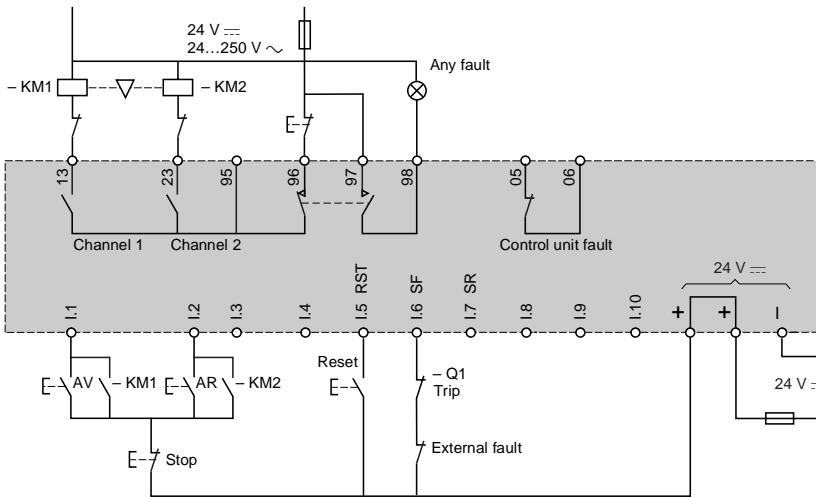 24 V ⎓
24...250 V ∼
Any fault
– KM1
– KM2
13
23
95
96
97
98
05
06
Channel 1
Channel 2
Control unit fault
24 V ⎓
I.1
I.2
I.3
I.4
I.5 RST
I.6 SF
I.7 SR
I.8
I.9
I.10
+
+
I
Reset
AV
– KM1
AR
– KM2
– Q1
Trip
24 V
Stop
External fault